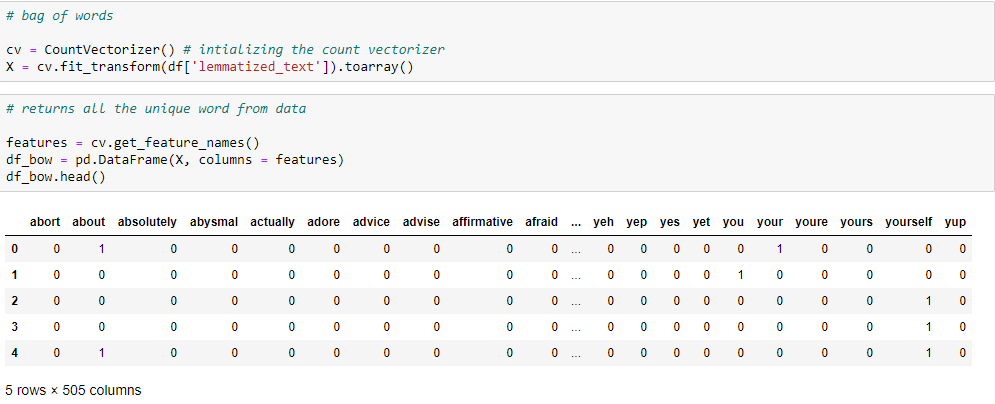 # bag of words
cv = CountVectorizer() # intializing the count vectorizer
X = cv.fit_transform(df['lemmatized_text']).toarray()
# returns all the unique word from data
features = cv.get_feature_names()
df_bow = pd.DataFrame(X, columns = features)
df_bow.head()
abort about absolutely abysmal actually adore advice advise affirmative afraid ... yeh yep yes yet you your youre yours yourself yup
0 0 1 0 0 0 0 0 0 0 0 ... 0 0 0 0 0 1 0 0 0 0
1 0 0 0 0 0 0 0 0 0 0 ... 0 0 0 0 1 0 0 0 0 0
2 0 0 0 0 0 0 0 0 0 0 ... 0 0 0 0 0 0 0 0 1 0
3 0 0 0 0 0 0 0 0 0 0 ... 0 0 0 0 0 0 0 0 1 0
4 0 1 0 0 0 0 0 0 0 0 ... 0 0 0 0 0 0 0 0 1 0
5 rows × 505 columns